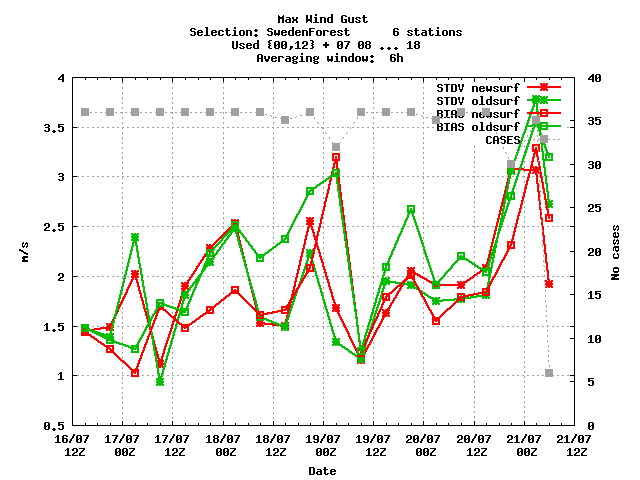 Max Wind Gust
Selection: SwedenForest 6 stations
Used {00,12} + 07 08 ... 18
Averaging window: 6h
4
3.5
3
2.5
2
1.5
1
0.5
m/s
40
35
30
25
20
15
10
5
0
No cases
STDV newsurf
STDV oldsurf
BIAS newsurf
BIAS oldsurf
CASES
16/07 17/07 17/07 18/07 18/07 19/07 19/07 20/07 20/07 21/07 21/07
12Z 00Z 12Z 00Z 12Z 00Z 12Z 00Z 12Z 00Z 12Z
Date